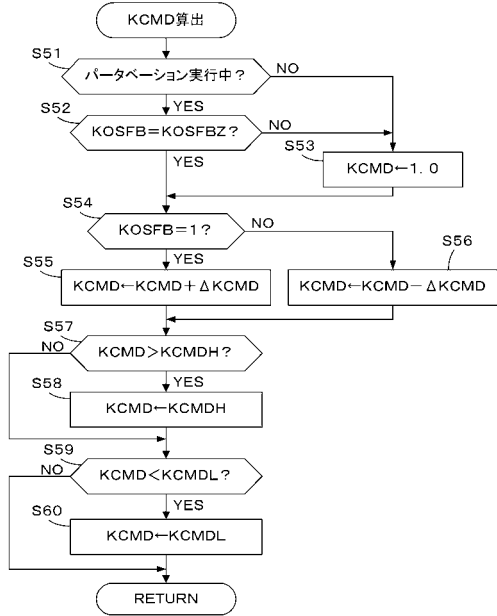 KCMD算出
S51
パータベーション実行中?
NO
YES
S52
KOSFB=KOSFBZ?
NO
YES
S53
KCMD←1.0
S54
KOSFB=1?
NO
YES
S55
KCMD←KCMD+ΔKCMD
S56
KCMD←KCMD-ΔKCMD
S57
KCMD>KCMDH?
NO
YES
S58
KCMD←KCMDH
S59
KCMD<KCMDL?
NO
YES
S60
KCMD←KCMDL
RETURN